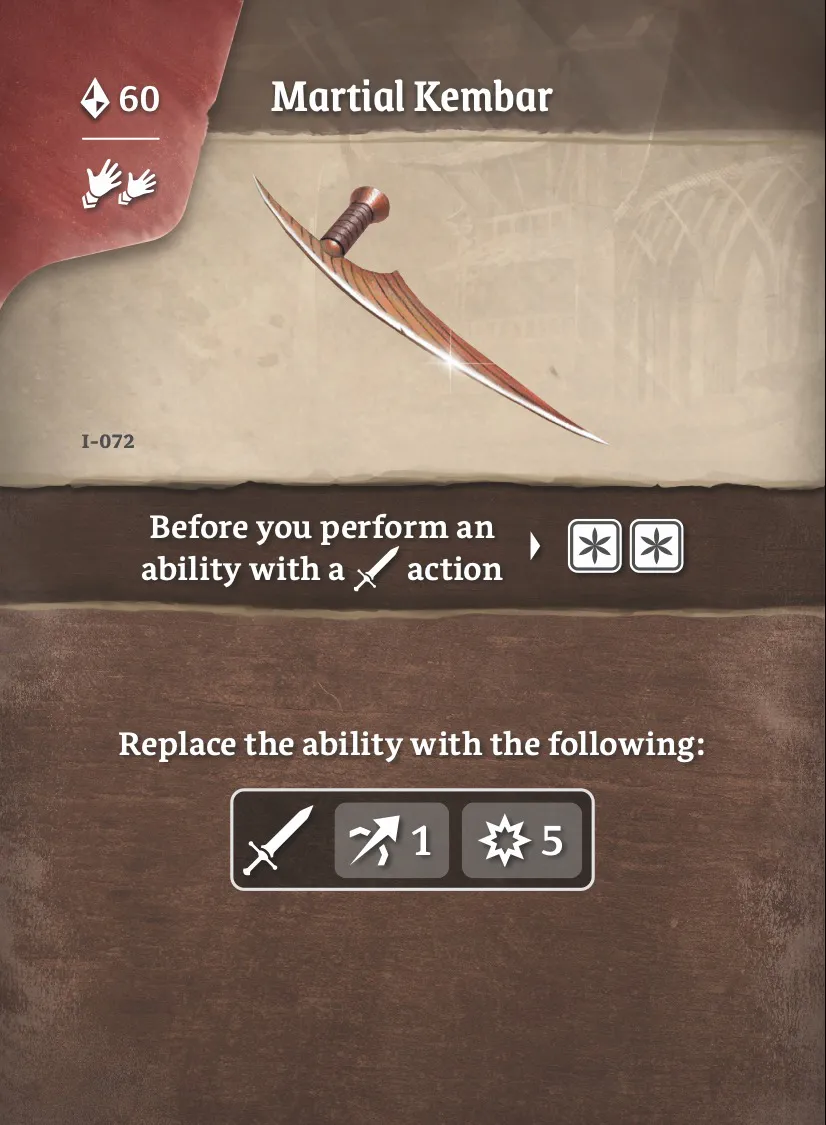 60
Martial Kembar
I-072
Before you perform an
ability with a action
Replace the ability with the following:
1 5